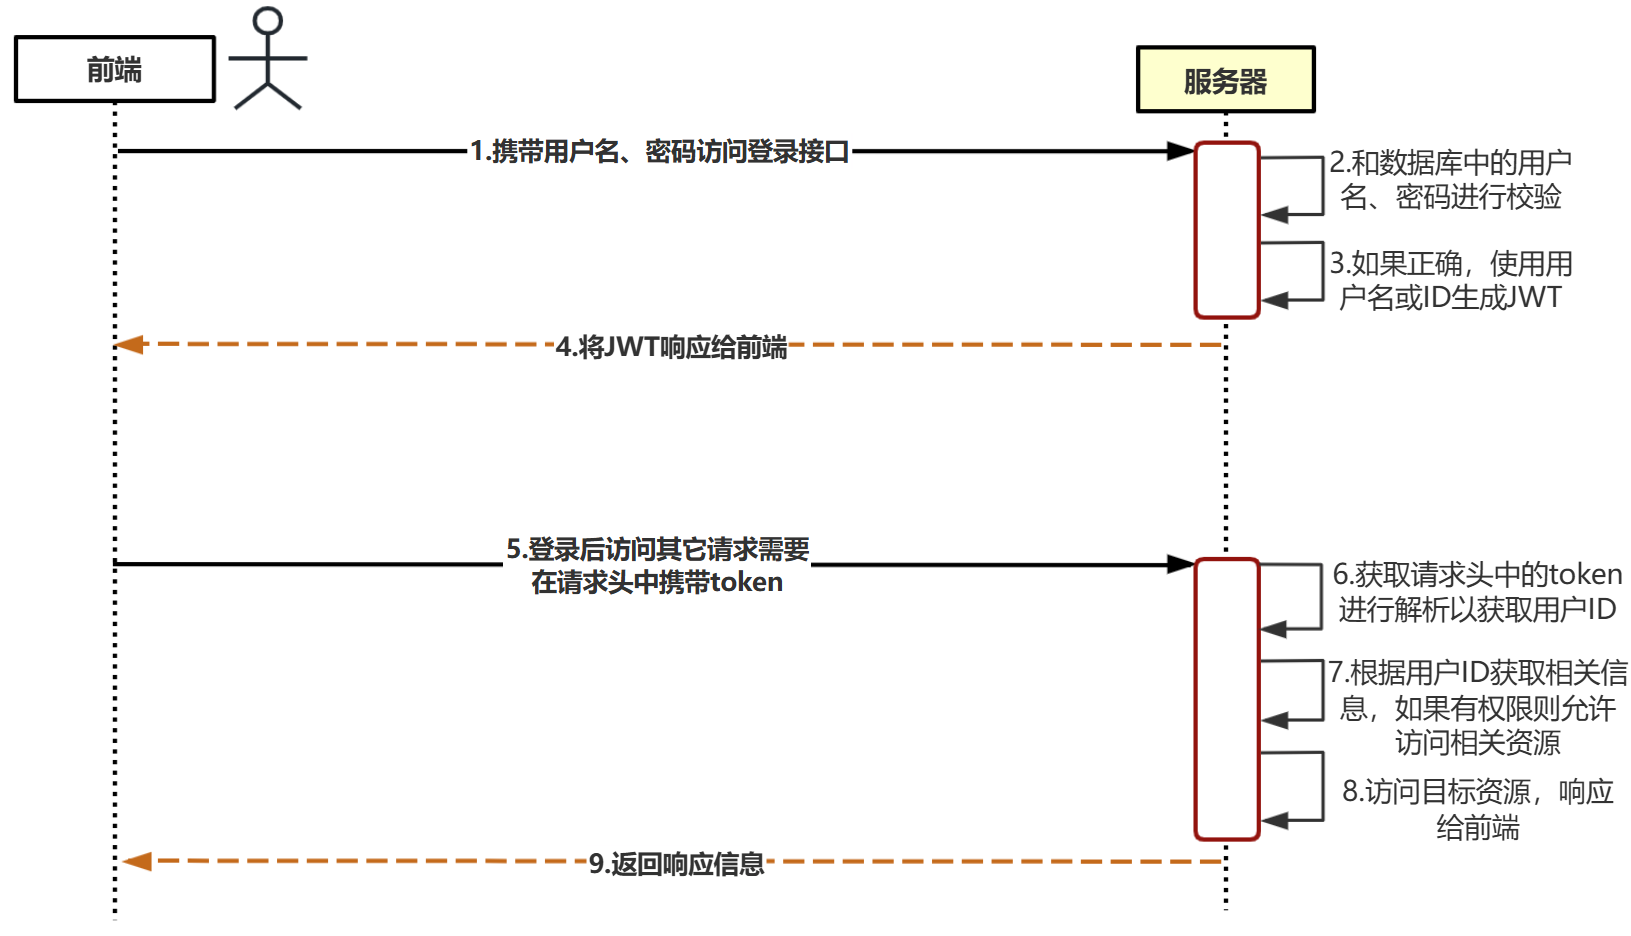 前端
服务器
1.携带用户名、密码访问登录接口
2.和数据库中的用户
名、密码进行校验
3.如果正确，使用用
户名或ID生成JWT
4.将JWT响应给前端
5.登录后访问其它请求需要
在请求头中携带token
6.获取请求头中的token
进行解析以获取用户ID
7.根据用户ID获取相关信
息，如果有权限则允许
访问相关资源
8.访问目标资源，响应
给前端
9.返回响应信息